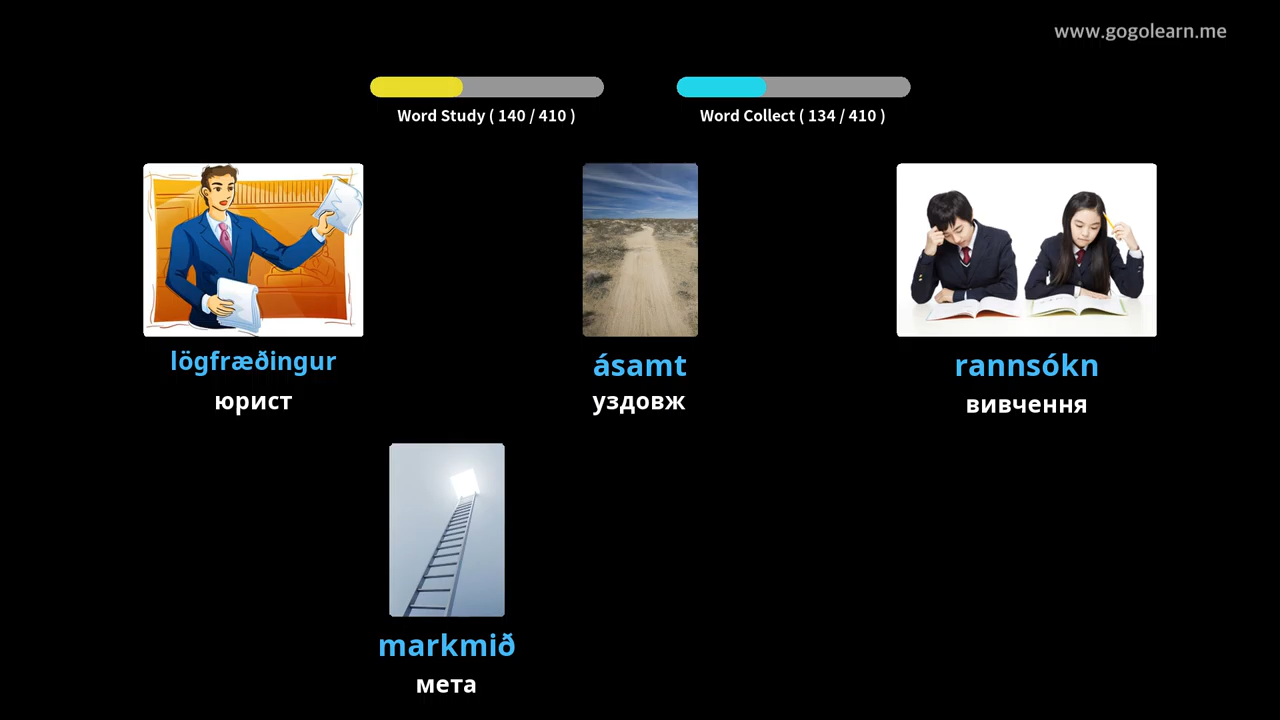 www.gogolearn.me
Word Study ( 140 / 410 )
Word Collect ( 134 / 410 )
lögfræðingur
юрист
ásamt
уздовж
rannsókn
вивчення
markmið
мета